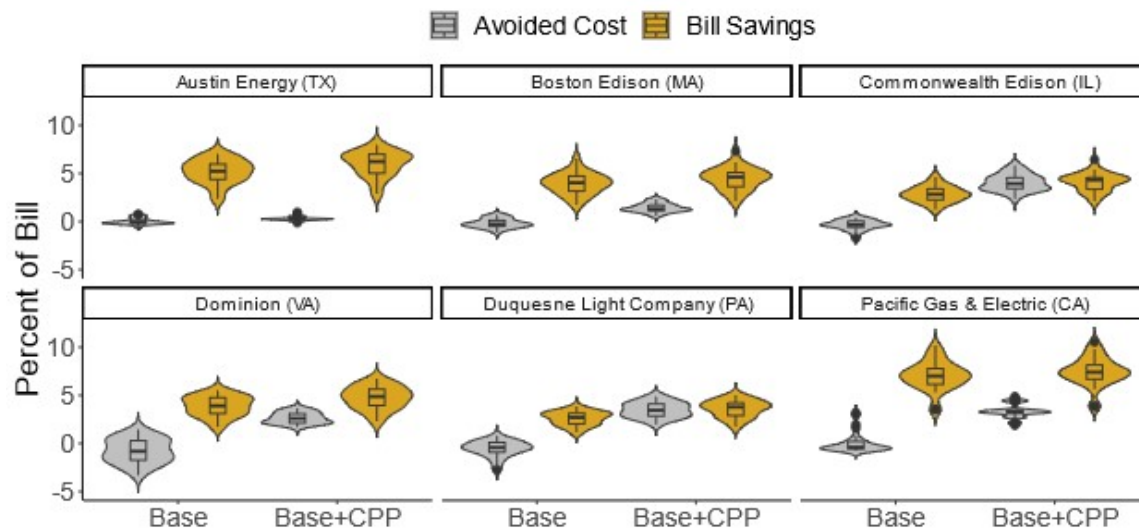 Avoided Cost Bill Savings
Austin Energy (TX) Boston Edison (MA) Commonwealth Edison (IL)
10
5
0
-5
Percent of Bill
Dominion (VA) Duquesne Light Company (PA) Pacific Gas & Electric (CA)
10
5
0
-5
Base Base+CPP Base Base+CPP Base Base+CPP